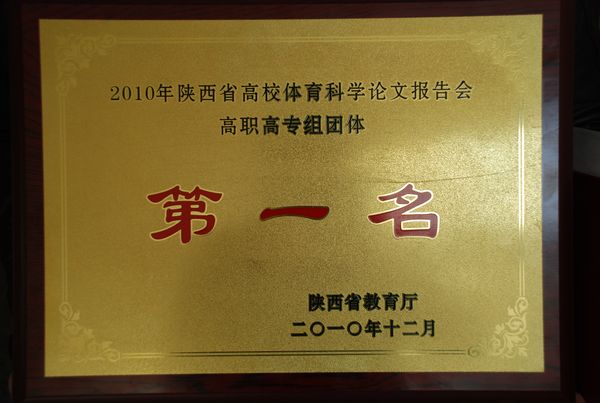 2010年陕西省高校体育科学论文报告会
高职高专组团体
第一名
陕西省教育厅
二〇一〇年十二月